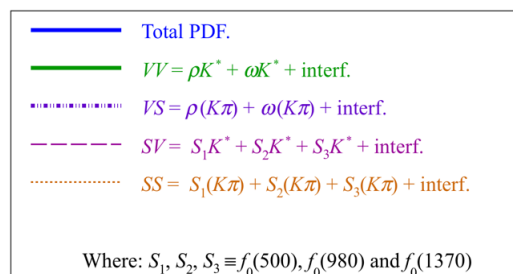 Total PDF.
VV = ρK* + ωK* + interf.
VS = ρ(Kπ) + ω(Kπ) + interf.
SV = S₁K* + S₂K* + S₃K* + interf.
SS = S₁(Kπ) + S₂(Kπ) + S₃(Kπ) + interf.
Where: S₁, S₂, S₃ ≡ f₀(500), f₀(980) and f₀(1370)